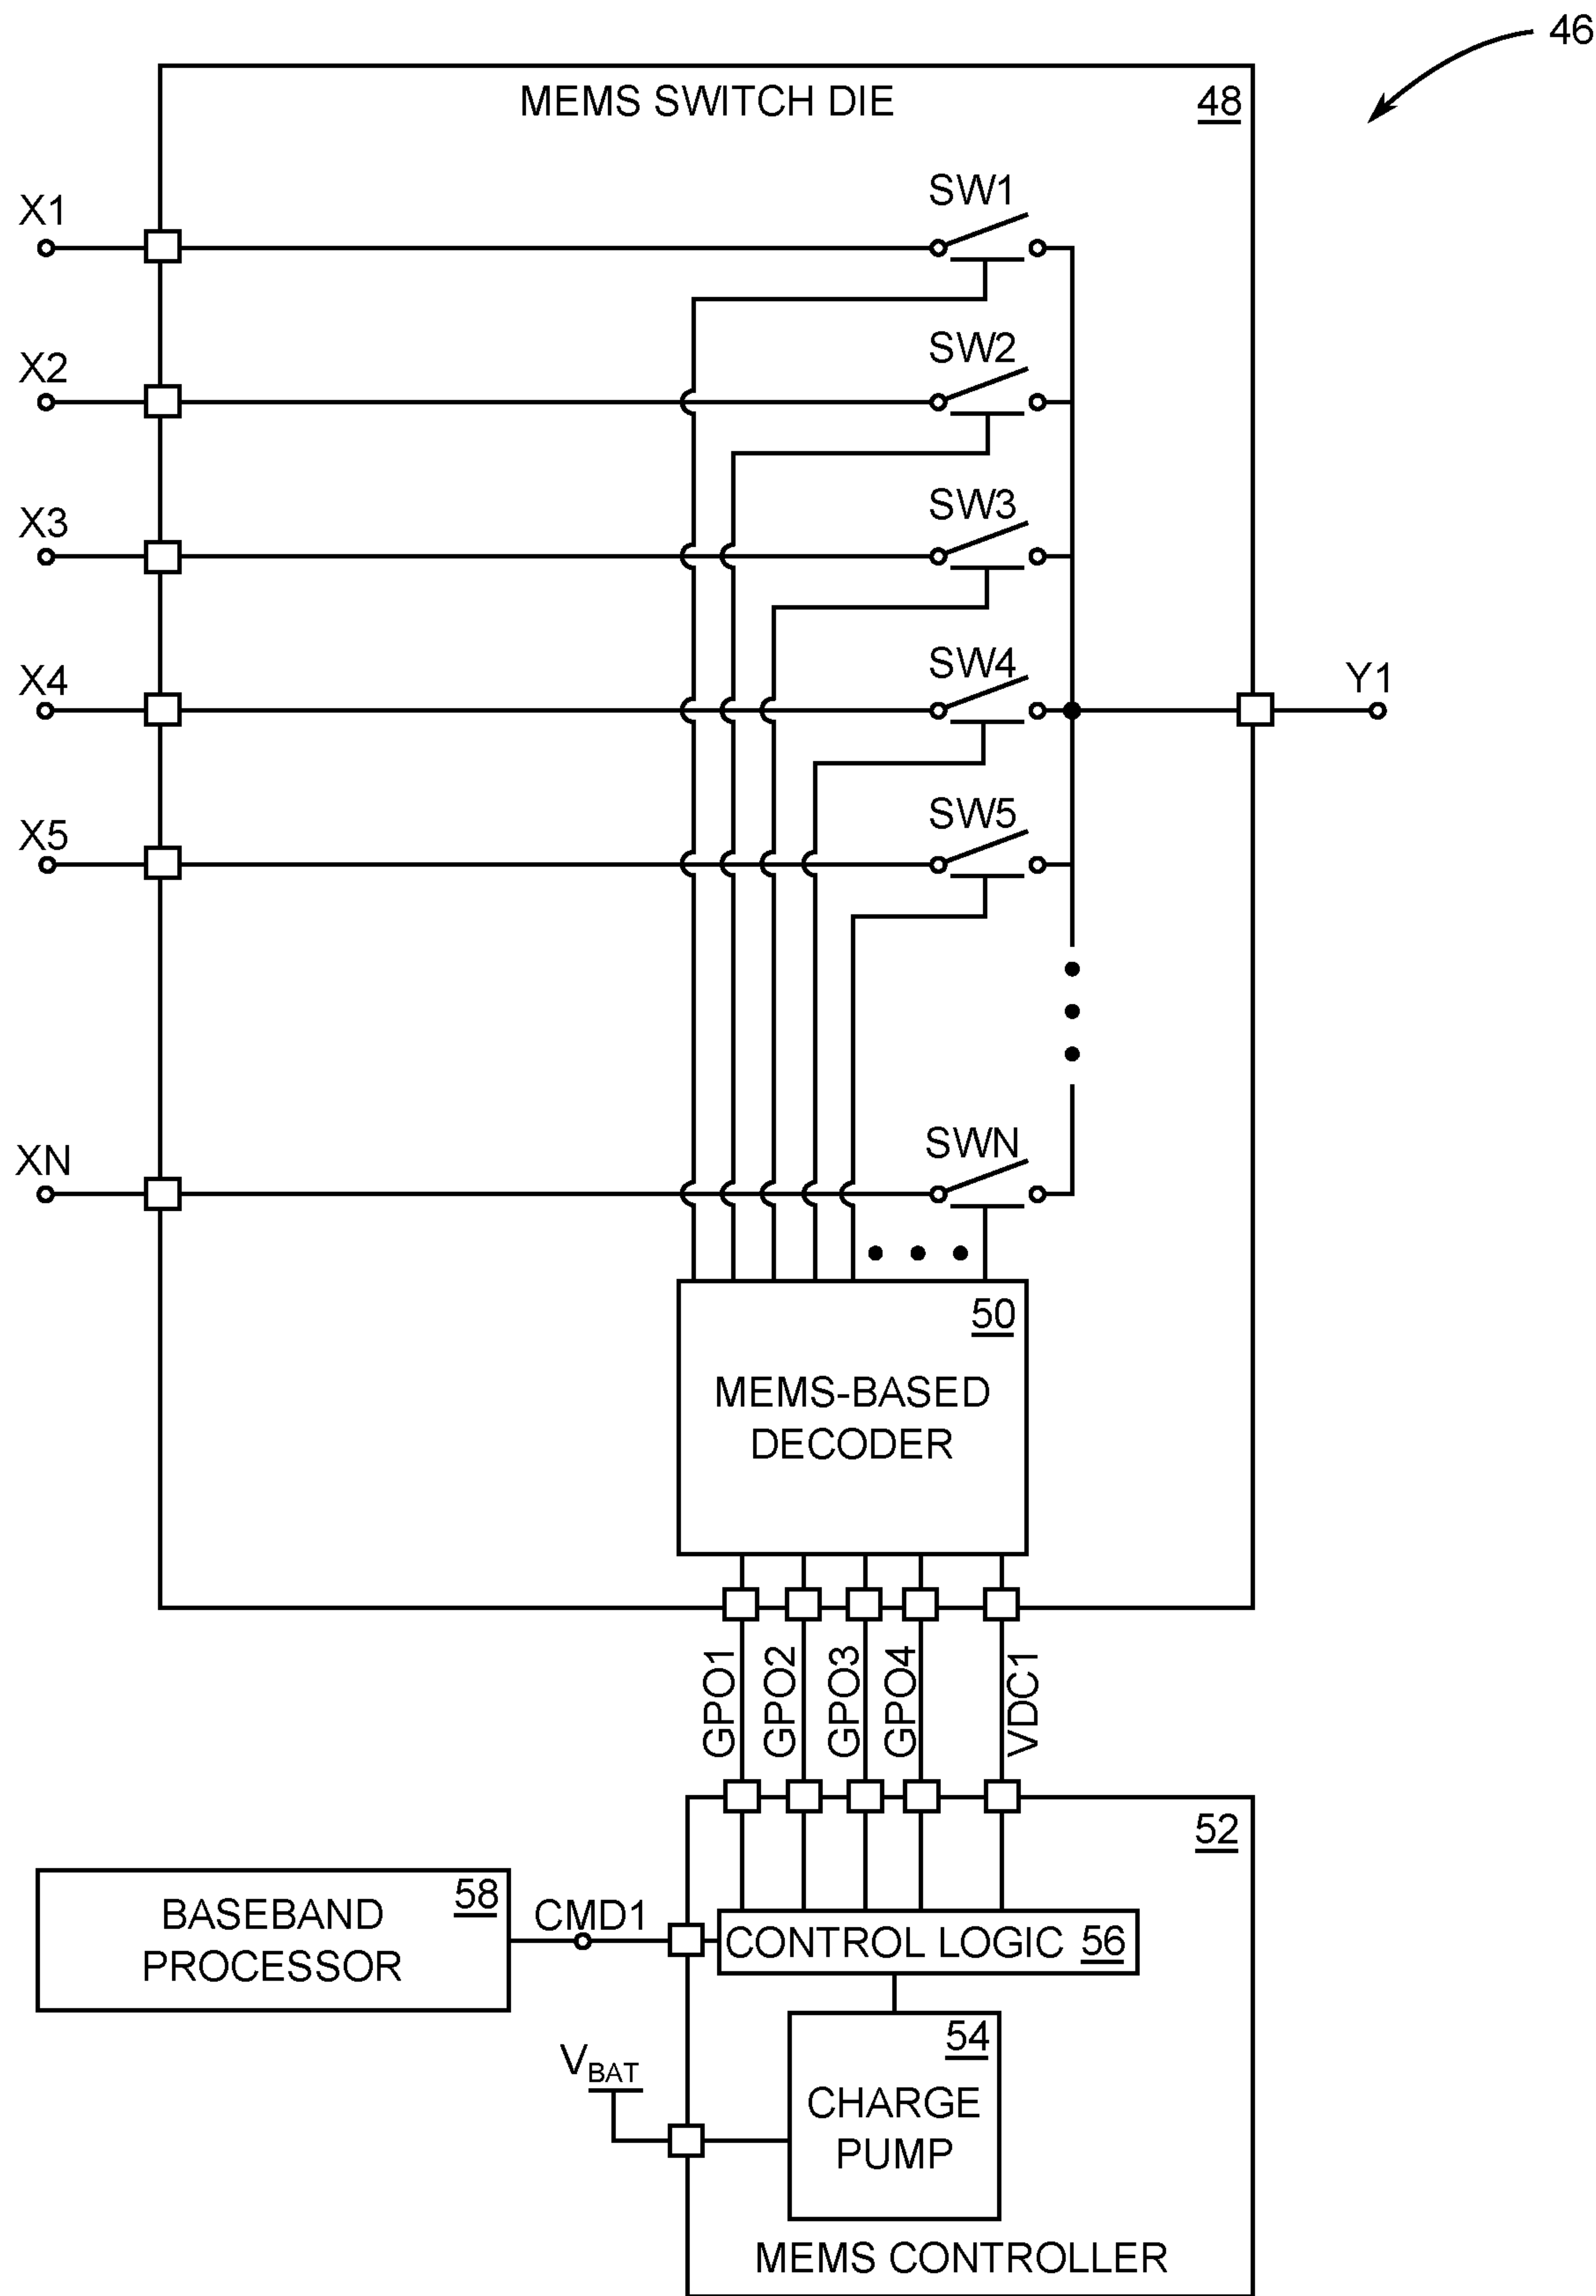 46
MEMS SWITCH DIE
48
X1
SW1
X2
SW2
X3
SW3
X4
SW4
Y1
X5
SW5
XN
SWN
50
MEMS-BASED
DECODER
GPO1
GPO2
GPO3
GPO4
VDC1
52
58
BASEBAND
PROCESSOR
CMD1
CONTROL LOGIC 56
54
VBAT
CHARGE
PUMP
MEMS CONTROLLER